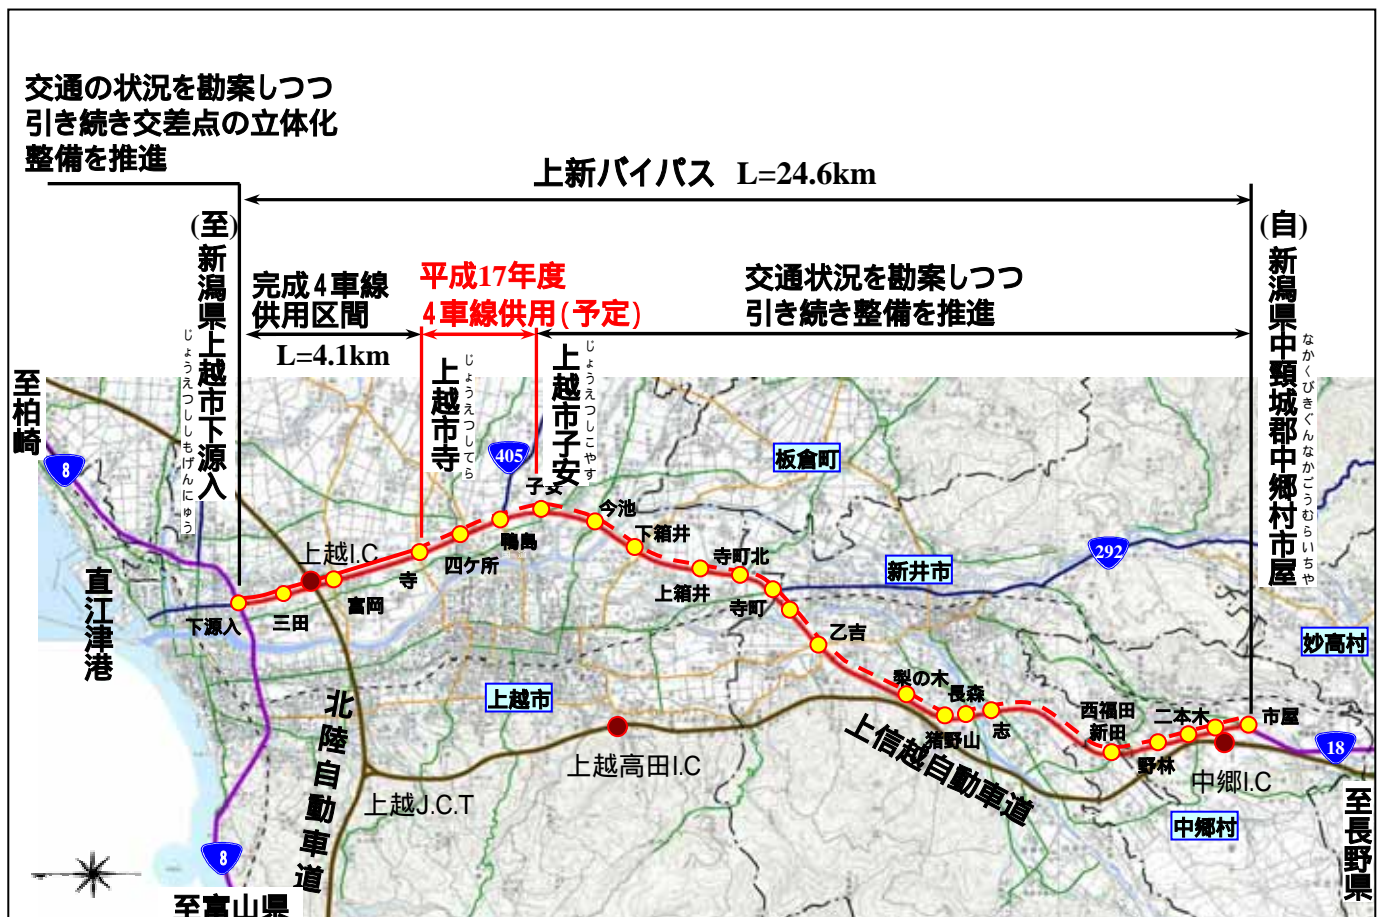 交通の状況を勘案しつつ
引き続き交差点の立体化
整備を推進
上新バイパス L=24.6km
(至)
新潟県上越市下源入
じょうえつししもげんにゅう
(自)
新潟県中頸城郡中郷村市屋
なかくびきぐんなかごうむらいちや
完成4車線
供用区間
L=4.1km
平成17年度
4車線供用(予定)
交通状況を勘案しつつ
引き続き整備を推進
上越市寺
じょうえつしてら
上越市子安
じょうえつしこやす
至柏崎
8
405
板倉町
292
新井市
妙高村
直江津港
上越I.C
下源入
三田
富岡
寺
四ケ所
鴨島
子安
今池
下箱井
上箱井
寺町北
寺町
乙吉
梨の木
長森
猪野山
志
西福田
新田
野林
二本木
市屋
上越市
北陸自動車道
上越J.C.T
上越高田I.C
上信越自動車道
中郷I.C
中郷村
18
至長野県
8
至富山県